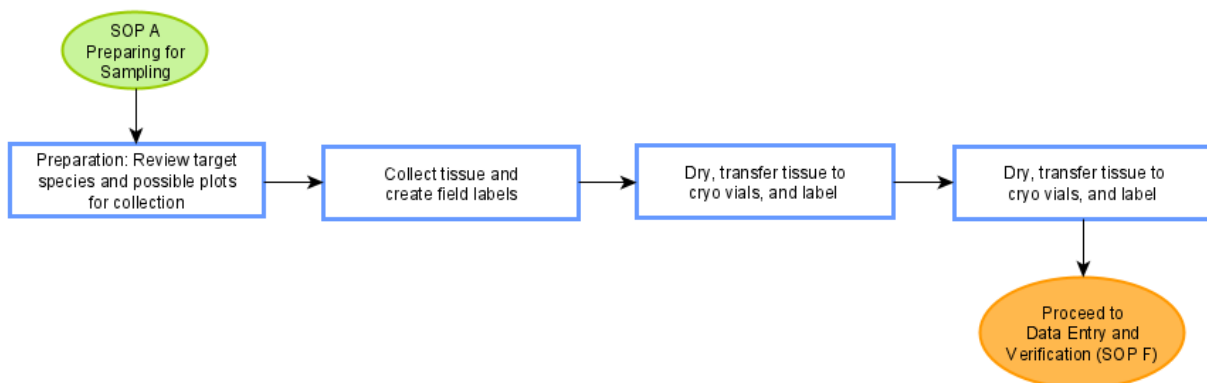 SOP A
Preparing for
Sampling
Preparation: Review target
species and possible plots
for collection
Collect tissue and
create field labels
Dry, transfer tissue to
cryo vials, and label
Dry, transfer tissue to
cryo vials, and label
Proceed to
Data Entry and
Verification (SOP F)